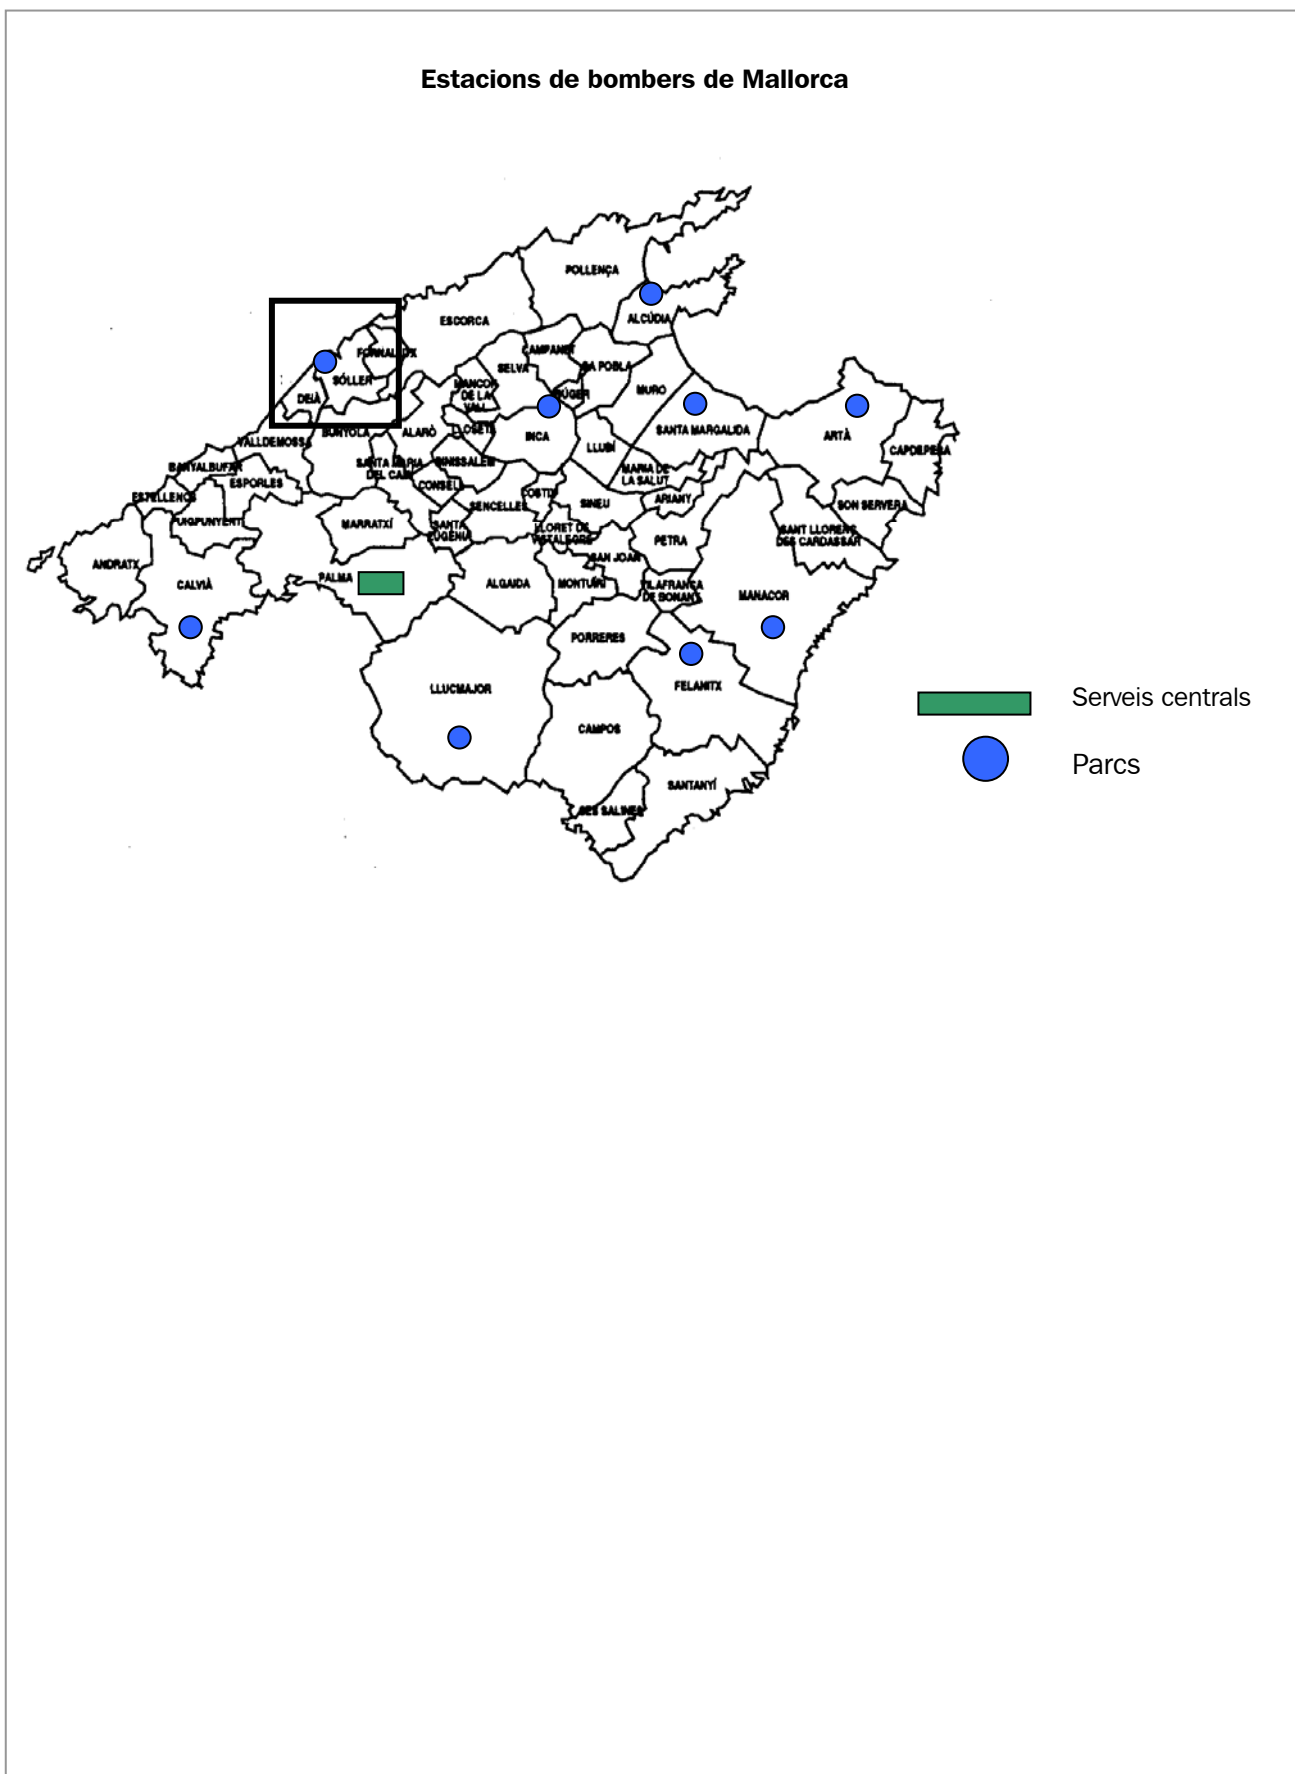 Estacions de bombers de Mallorca
POLLENÇA
ALCÚDIA
ESCORCA
FORNALUTX
SÓLLER
DEIÀ
CAMPANET
SELVA
SA POBLA
MANCOR
DE LA
VALL
BÚGER
MURO
SANTA MARGALIDA
ARTÀ
CAPDEPERA
BUNYOLA
ALARÓ
LLOSETA
INCA
LLUBÍ
VALLDEMOSSA
SANTA MARIA
DEL CAMÍ
BINISSALEM
MARIA DE
LA SALUT
BANYALBUFAR
ESPORLES
CONSELL
COSTITX
ARIANY
SON SERVERA
ESTELLENCS
PUIGPUNYENT
MARRATXÍ
SENCELLES
SINEU
SANTA
EUGÈNIA
LLORET DE
VISTALEGRE
PETRA
SANT LLORENÇ
DES CARDASSAR
SAN JOAN
ANDRATX
CALVIÀ
PALMA
ALGAIDA
MONTUÏRI
VILAFRANCA
DE BONANY
MANACOR
PORRERES
LLUCMAJOR
FELANITX
CAMPOS
SANTANYÍ
SES SALINES
Serveis centrals
Parcs